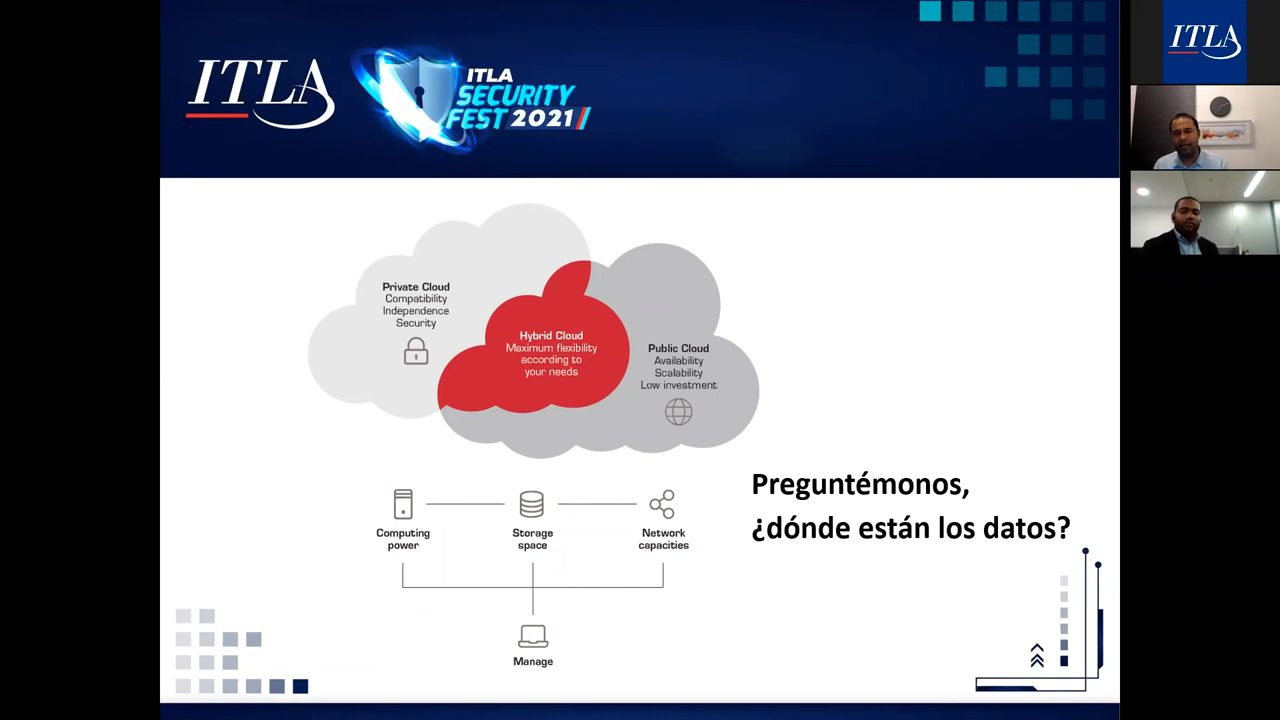 ITLA
ITLA
SECURITY
FEST 2021
ITLA
Private Cloud
Compatibility
Independence
Security
Hybrid Cloud
Maximum flexibility
according to
your needs
Public Cloud
Availability
Scalability
Low investment
Preguntémonos,
¿dónde están los datos?
Computing
power
Storage
space
Network
capacities
Manage